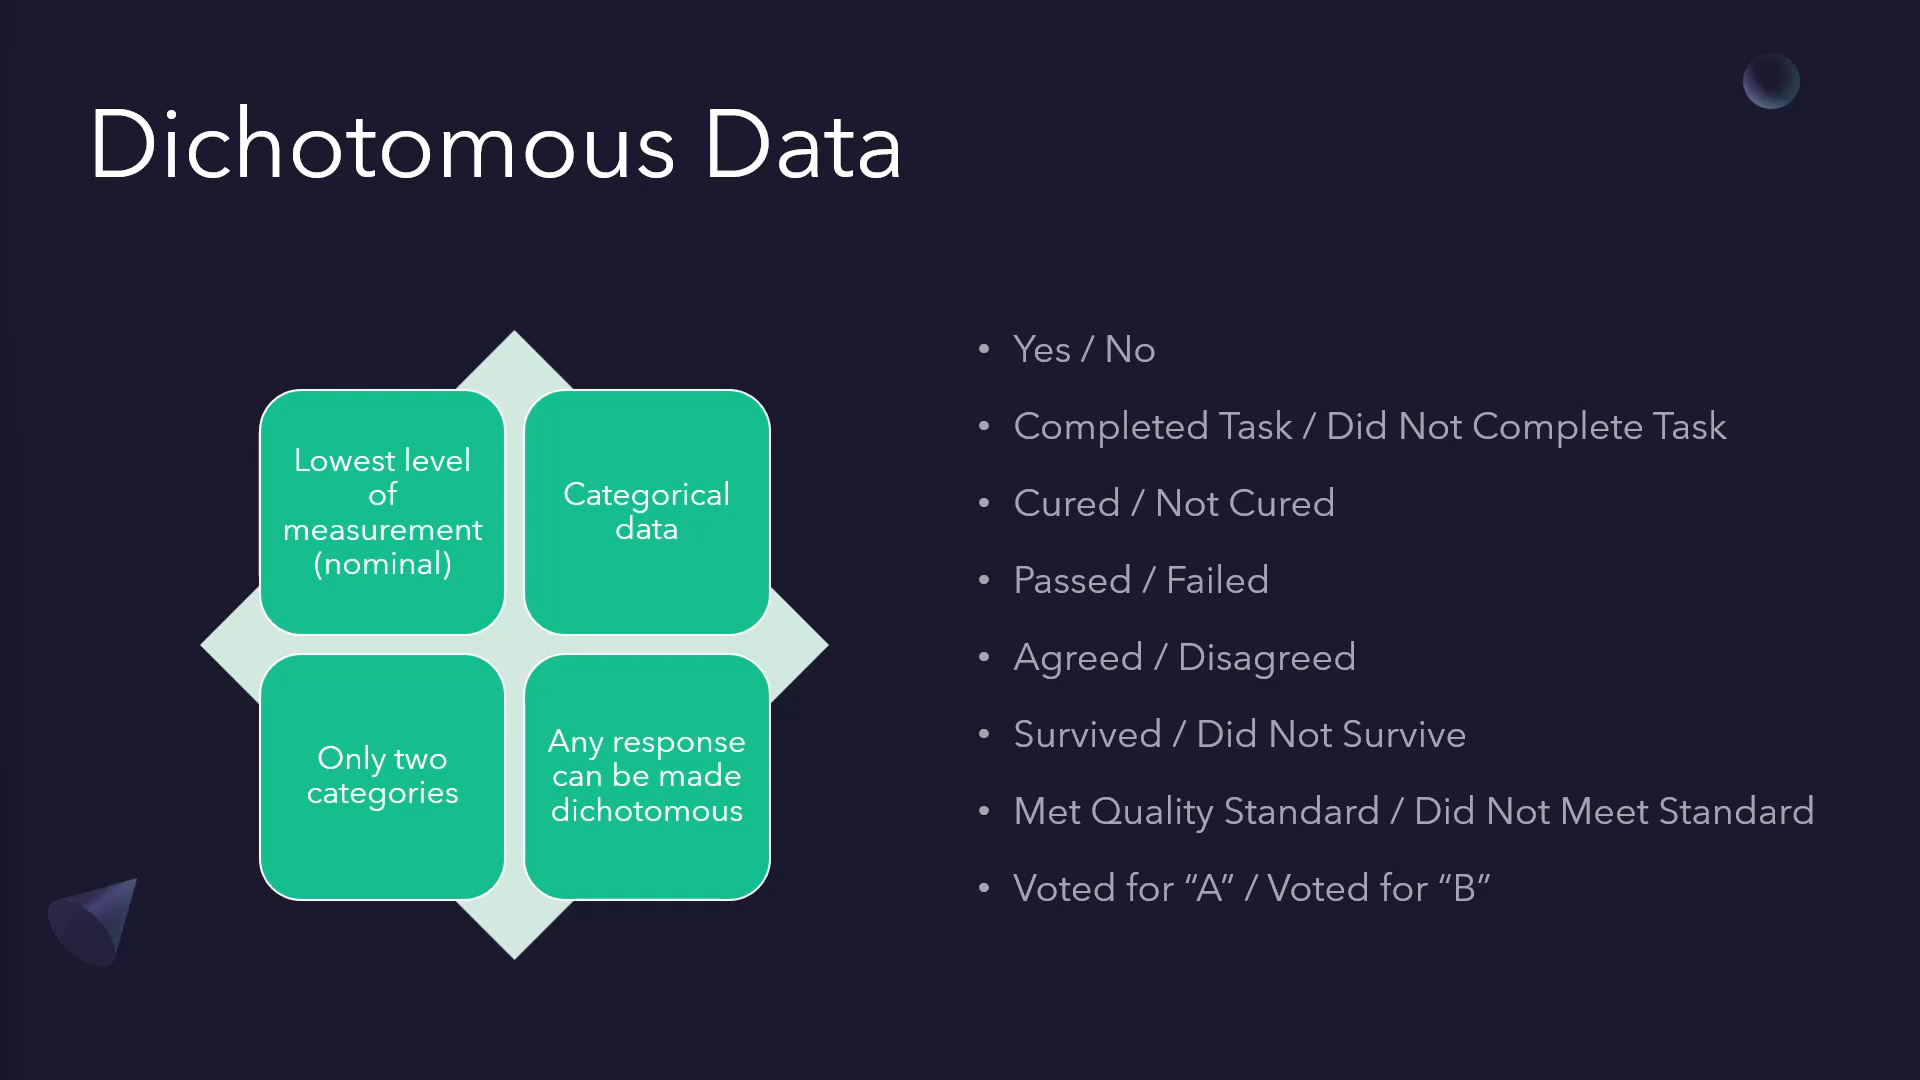 Dichotomous Data
Lowest level
of
measurement
(nominal)
Categorical
data
Only two
categories
Any response
can be made
dichotomous
• Yes / No
• Completed Task / Did Not Complete Task
• Cured / Not Cured
• Passed / Failed
• Agreed / Disagreed
• Survived / Did Not Survive
• Met Quality Standard / Did Not Meet Standard
• Voted for “A” / Voted for “B”